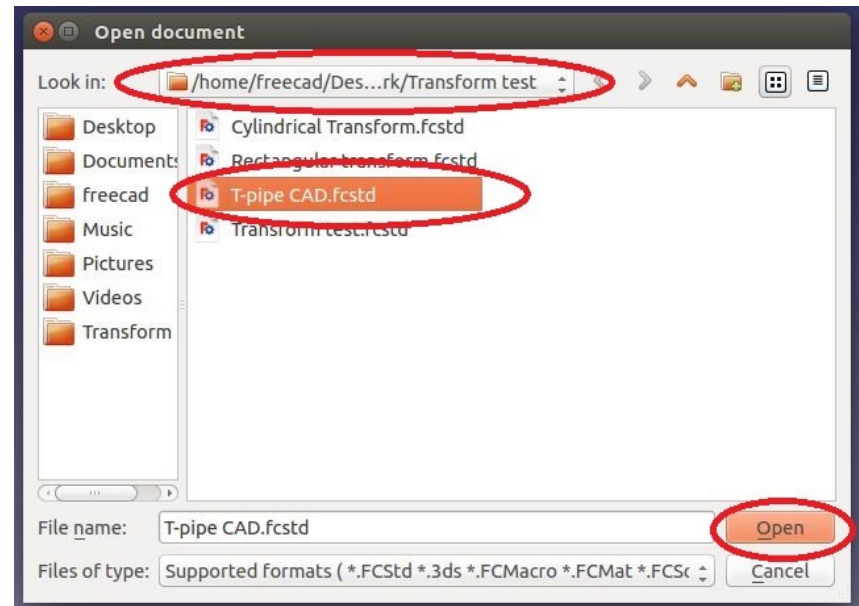 Open document
Look in: /home/freecad/Des...rk/Transform test
Desktop
Documents
freecad
Music
Pictures
Videos
Transform
Cylindrical Transform.fcstd
Rectangular transform.fcstd
T-pipe CAD.fcstd
Transform test.fcstd
File name: T-pipe CAD.fcstd Open
Files of type: Supported formats ( *.FCStd *.3ds *.FCMacro *.FCMat *.FCSc Cancel